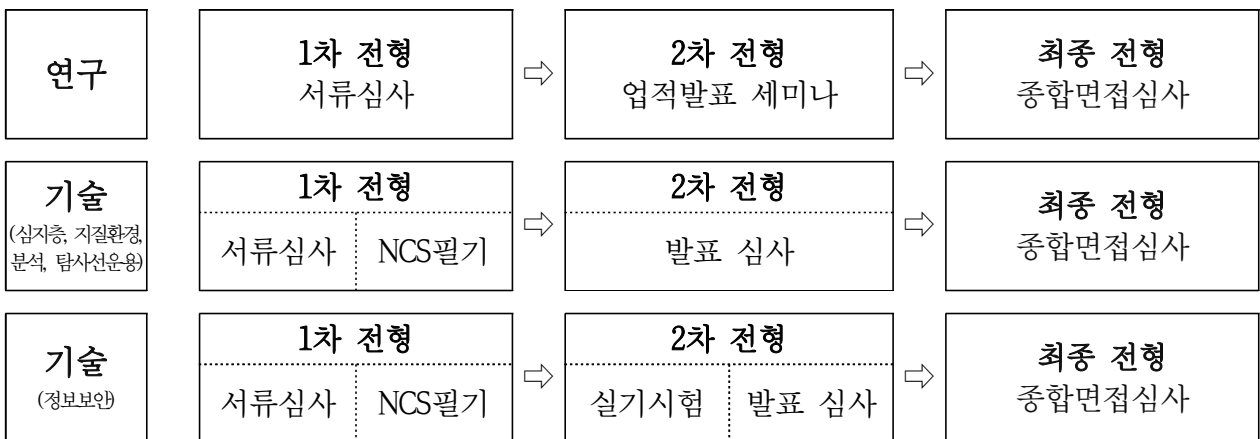 연구
1차 전형
서류심사
⇨
2차 전형
업적발표 세미나
⇨
최종 전형
종합면접심사
기술
(심지층, 지질환경,
분석, 탐사선운용)
1차 전형
서류심사 NCS필기
⇨
2차 전형
발표 심사
⇨
최종 전형
종합면접심사
기술
(정보보안)
1차 전형
서류심사 NCS필기
⇨
2차 전형
실기시험 발표 심사
⇨
최종 전형
종합면접심사